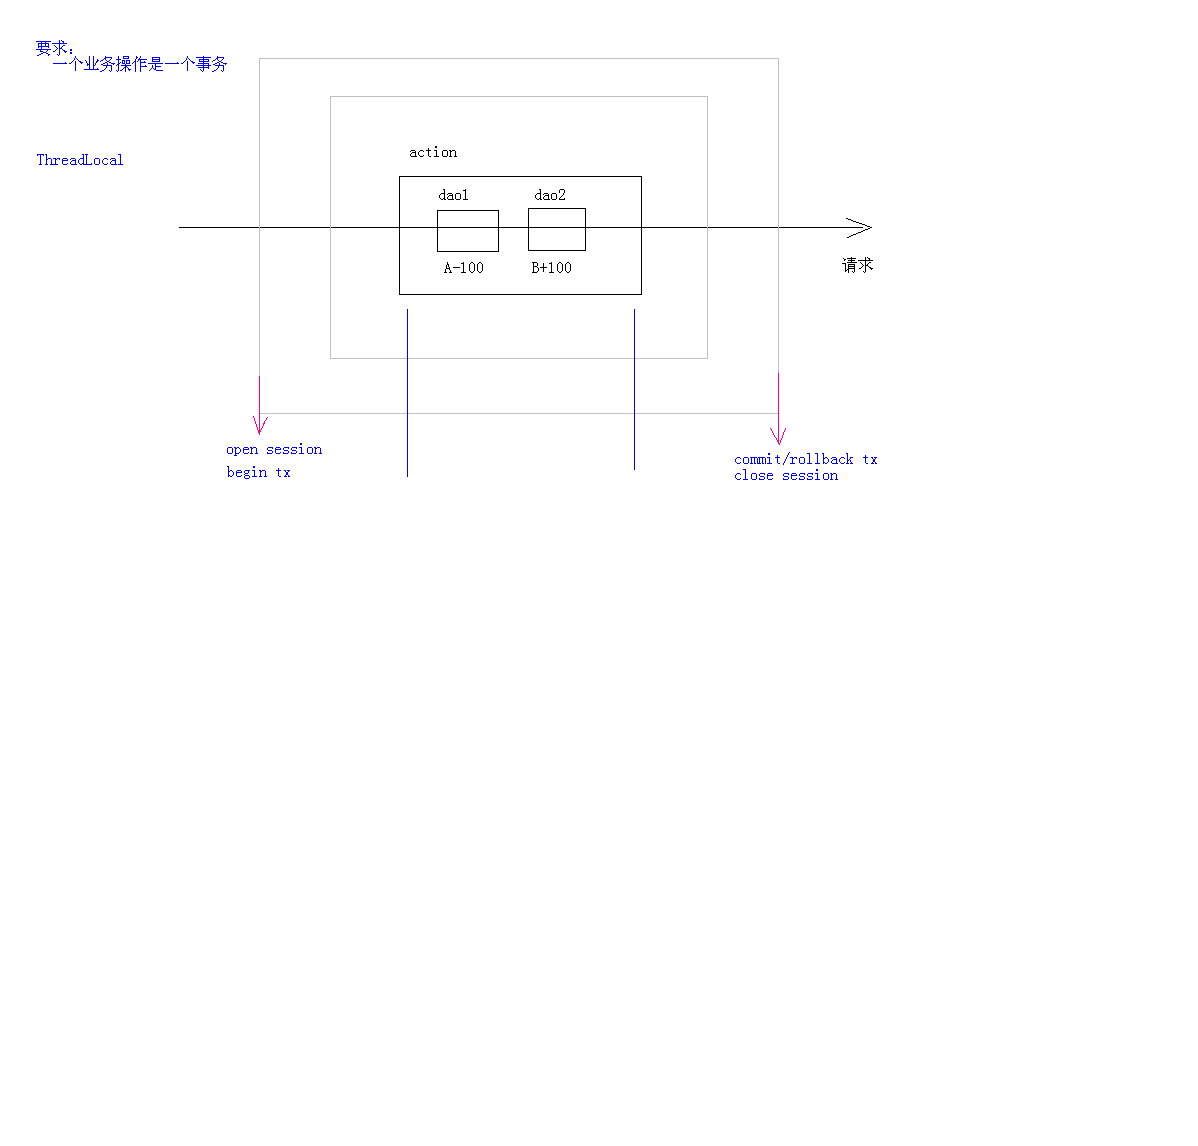 要求：
一个业务操作是一个事务
action
ThreadLocal
dao1
dao2
A-100
B+100
请求
open session
begin tx
commit/rollback tx
close session